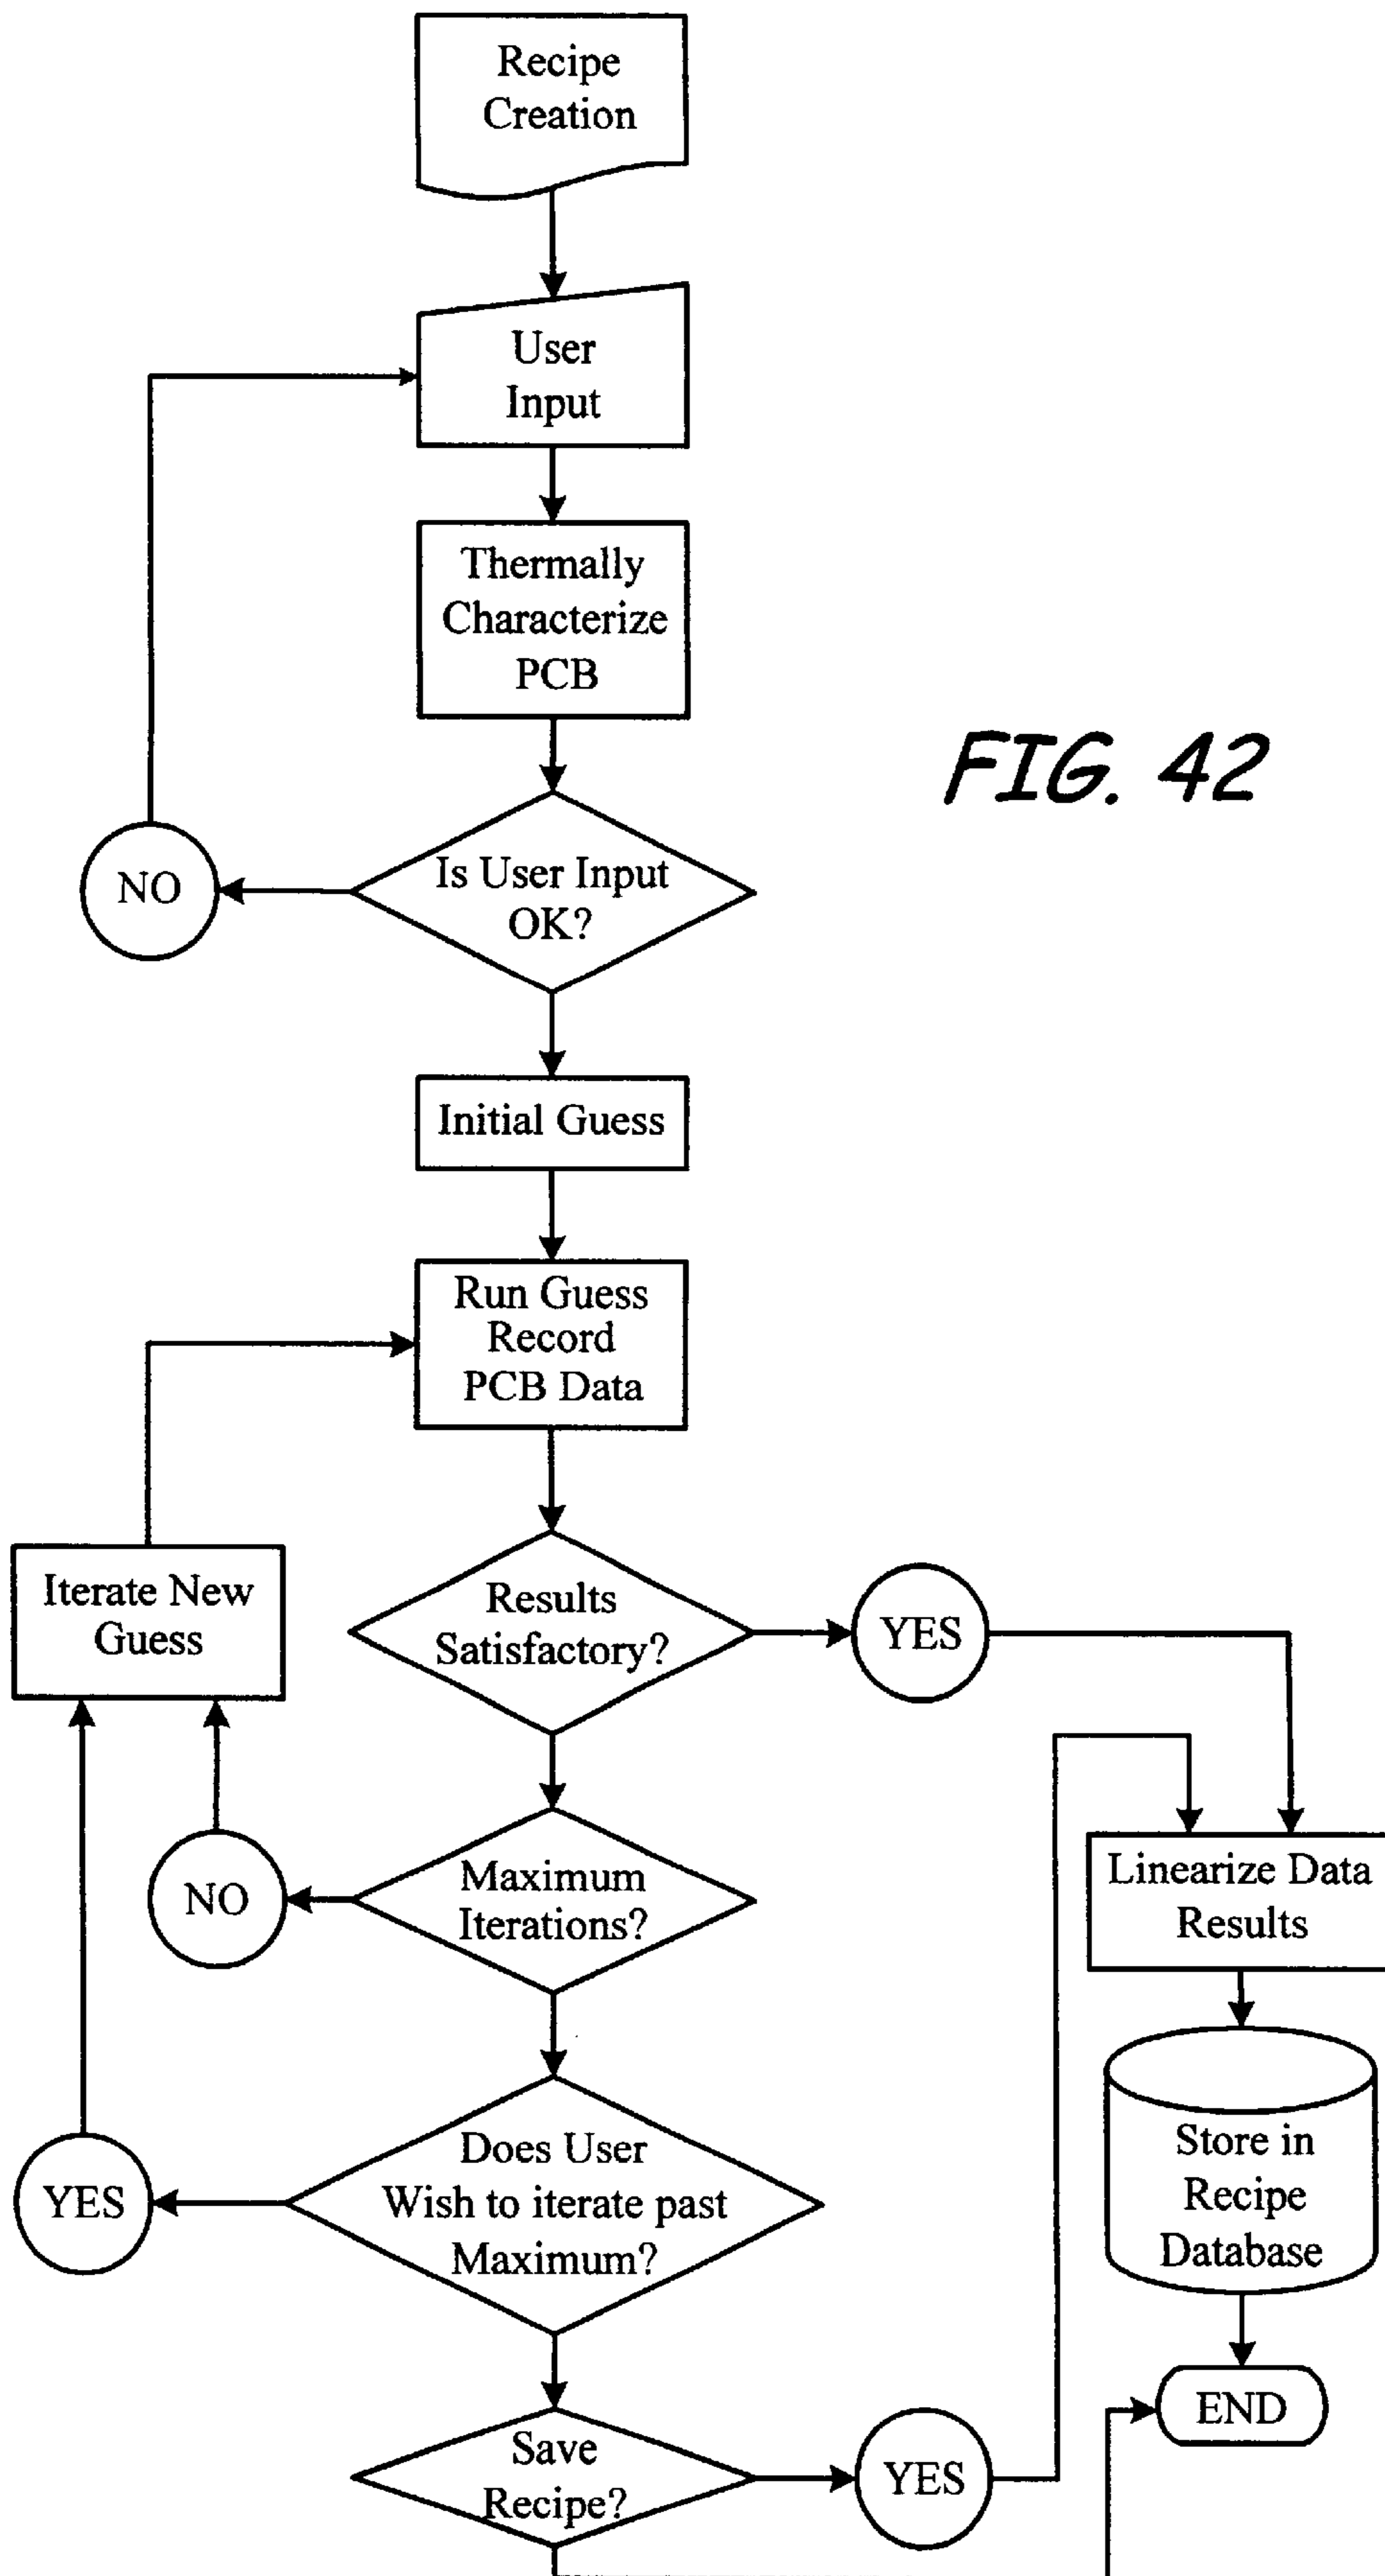 Recipe
Creation
User
Input
Thermally
Characterize
PCB
FIG. 42
Is User Input
OK?
NO
Initial Guess
Run Guess
Record
PCB Data
Iterate New
Guess
Results
Satisfactory?
YES
Maximum
Iterations?
NO
Linearize Data
Results
Does User
Wish to iterate past
Maximum?
YES
Store in
Recipe
Database
END
Save
Recipe?
YES